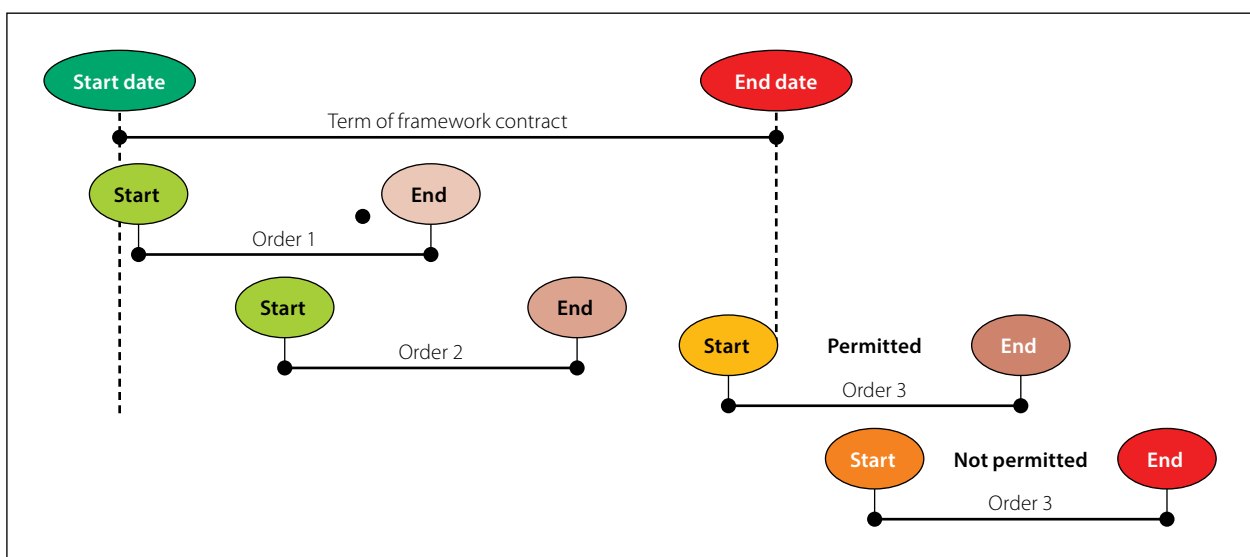 Start date
End date
Term of framework contract
Start
End
Order 1
Start
End
Order 2
Start
Permitted
End
Order 3
Start
Not permitted
End
Order 3